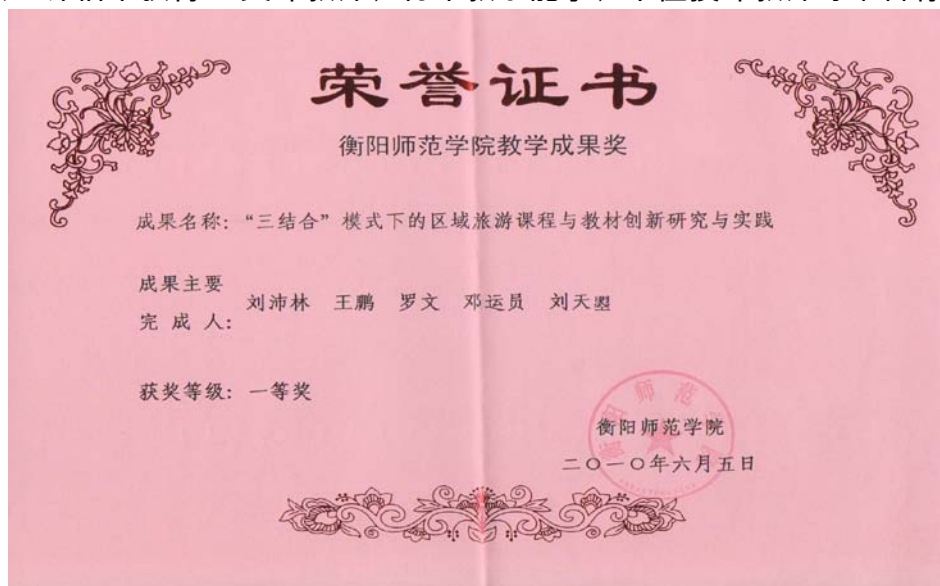 荣誉证书
衡阳师范学院教学成果奖
成果名称:“三结合”模式下的区域旅游课程与教材创新研究与实践
成果主要
完 成 人:
刘沛林 王鹏 罗文 邓运员 刘天曌
获奖等级: 一等奖
衡阳师范学院
二○一○年六月五日